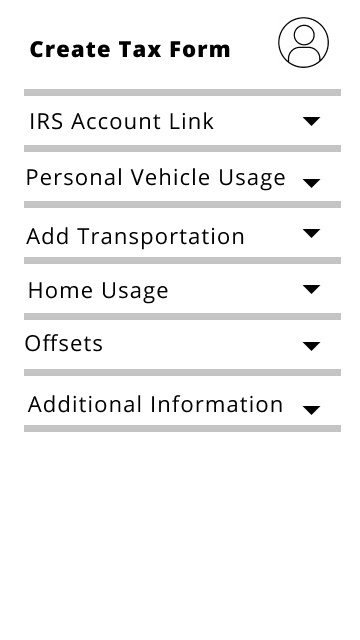 Create Tax Form
IRS Account Link
Personal Vehicle Usage
Add Transportation
Home Usage
Offsets
Additional Information